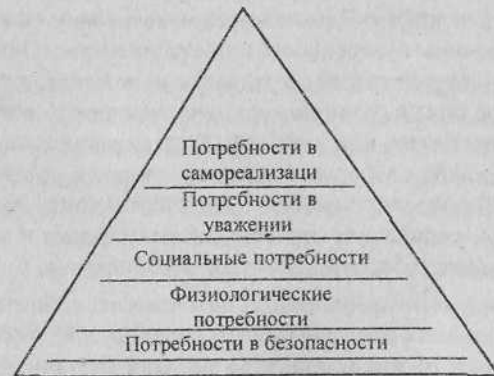 Потребности в
самореализаци
Потребности в
уважении
Социальные потребности
Физиологические
потребности
Потребности в безопасности